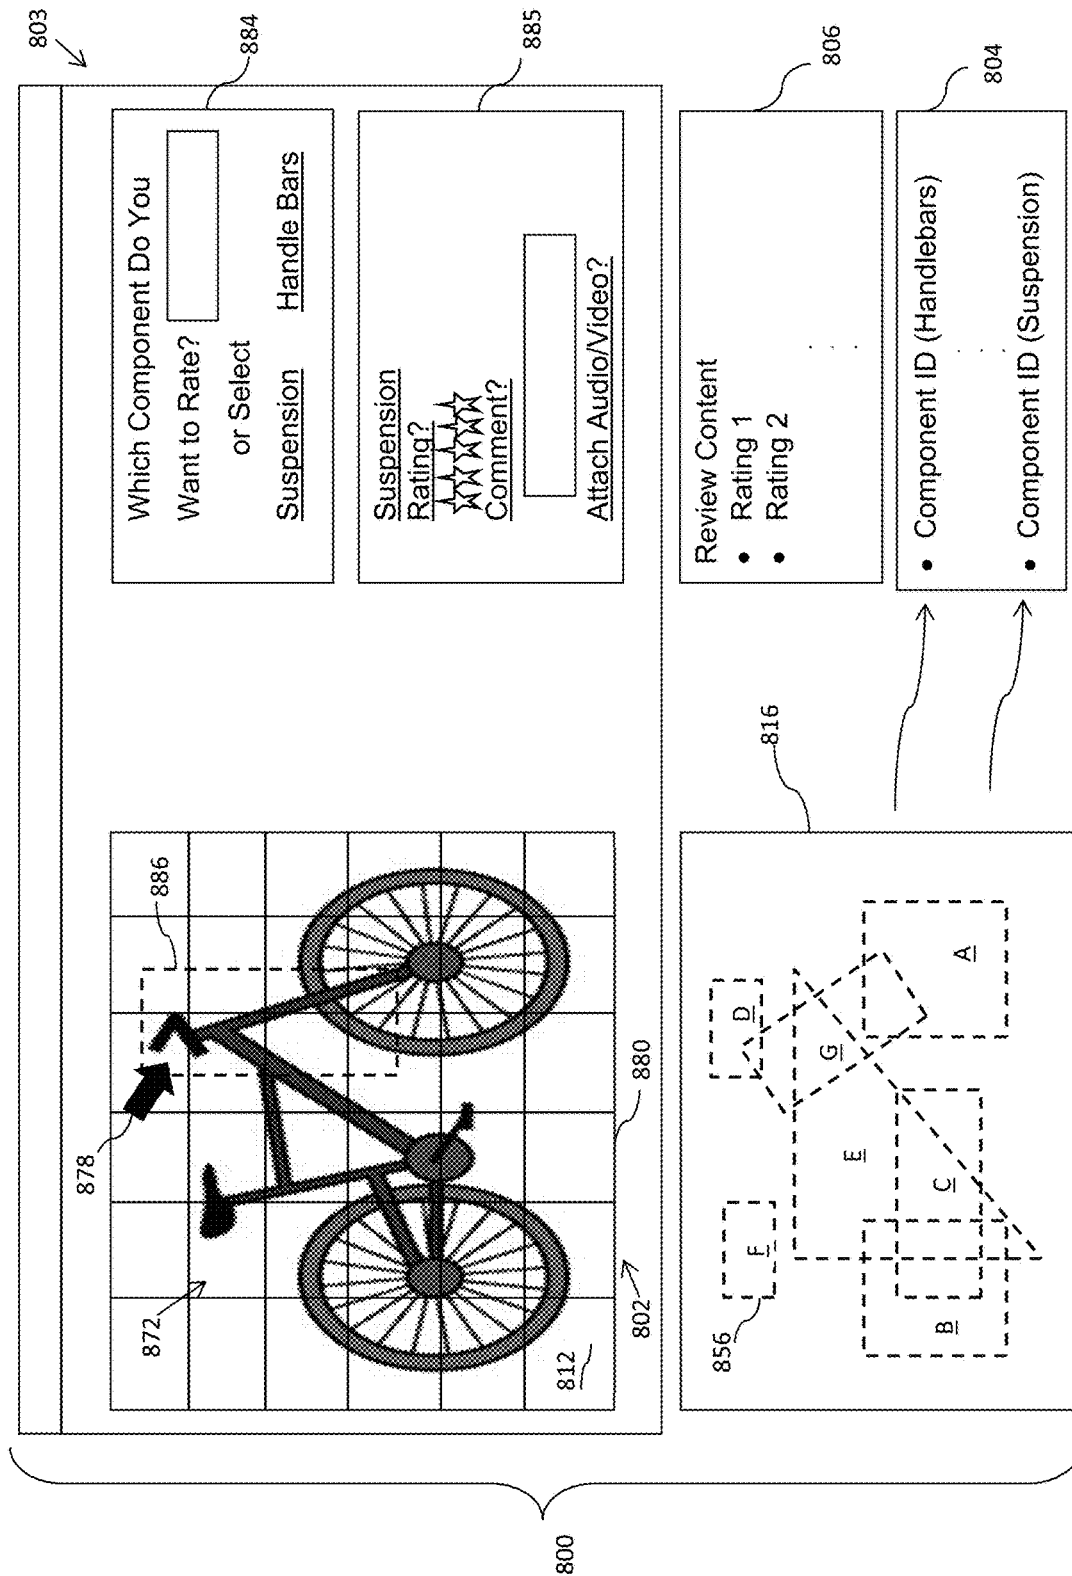 803
Which Component Do You
Want to Rate?
or Select
Suspension Handle Bars
884
Suspension
Rating?
Comment?
Attach Audio/Video?
885
886
878
872
812
802
880
Review Content
• Rating 1
• Rating 2
806
• Component ID (Handlebars)
• Component ID (Suspension)
804
816
856
F
D
E
G
B
C
A
800